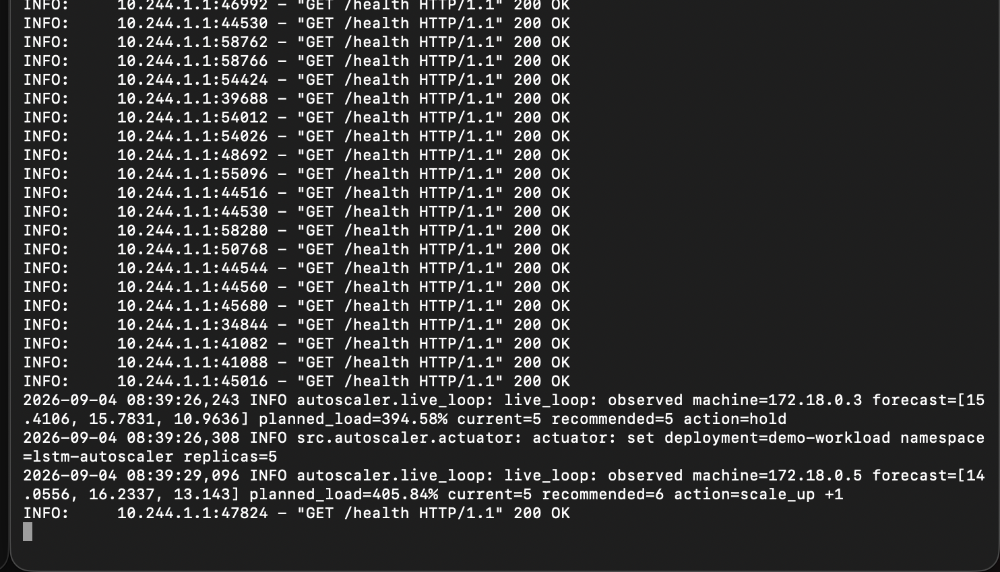 INFO:     10.244.1.1:46992 - "GET /health HTTP/1.1" 200 OK
INFO:     10.244.1.1:44530 - "GET /health HTTP/1.1" 200 OK
INFO:     10.244.1.1:58762 - "GET /health HTTP/1.1" 200 OK
INFO:     10.244.1.1:58766 - "GET /health HTTP/1.1" 200 OK
INFO:     10.244.1.1:54424 - "GET /health HTTP/1.1" 200 OK
INFO:     10.244.1.1:39688 - "GET /health HTTP/1.1" 200 OK
INFO:     10.244.1.1:54012 - "GET /health HTTP/1.1" 200 OK
INFO:     10.244.1.1:54026 - "GET /health HTTP/1.1" 200 OK
INFO:     10.244.1.1:48692 - "GET /health HTTP/1.1" 200 OK
INFO:     10.244.1.1:55096 - "GET /health HTTP/1.1" 200 OK
INFO:     10.244.1.1:44516 - "GET /health HTTP/1.1" 200 OK
INFO:     10.244.1.1:44530 - "GET /health HTTP/1.1" 200 OK
INFO:     10.244.1.1:58280 - "GET /health HTTP/1.1" 200 OK
INFO:     10.244.1.1:50768 - "GET /health HTTP/1.1" 200 OK
INFO:     10.244.1.1:44544 - "GET /health HTTP/1.1" 200 OK
INFO:     10.244.1.1:44560 - "GET /health HTTP/1.1" 200 OK
INFO:     10.244.1.1:45680 - "GET /health HTTP/1.1" 200 OK
INFO:     10.244.1.1:34844 - "GET /health HTTP/1.1" 200 OK
INFO:     10.244.1.1:41082 - "GET /health HTTP/1.1" 200 OK
INFO:     10.244.1.1:41088 - "GET /health HTTP/1.1" 200 OK
INFO:     10.244.1.1:45016 - "GET /health HTTP/1.1" 200 OK
2026-09-04 08:39:26,243 INFO autoscaler.live_loop: live_loop: observed machine=172.18.0.3 forecast=[15
.4106, 15.7831, 10.9636] planned_load=394.58% current=5 recommended=5 action=hold
2026-09-04 08:39:26,308 INFO src.autoscaler.actuator: actuator: set deployment=demo-workload namespace
=lstm-autoscaler replicas=5
2026-09-04 08:39:29,096 INFO autoscaler.live_loop: live_loop: observed machine=172.18.0.5 forecast=[14
.0556, 16.2337, 13.143] planned_load=405.84% current=5 recommended=6 action=scale_up +1
INFO:     10.244.1.1:47824 - "GET /health HTTP/1.1" 200 OK